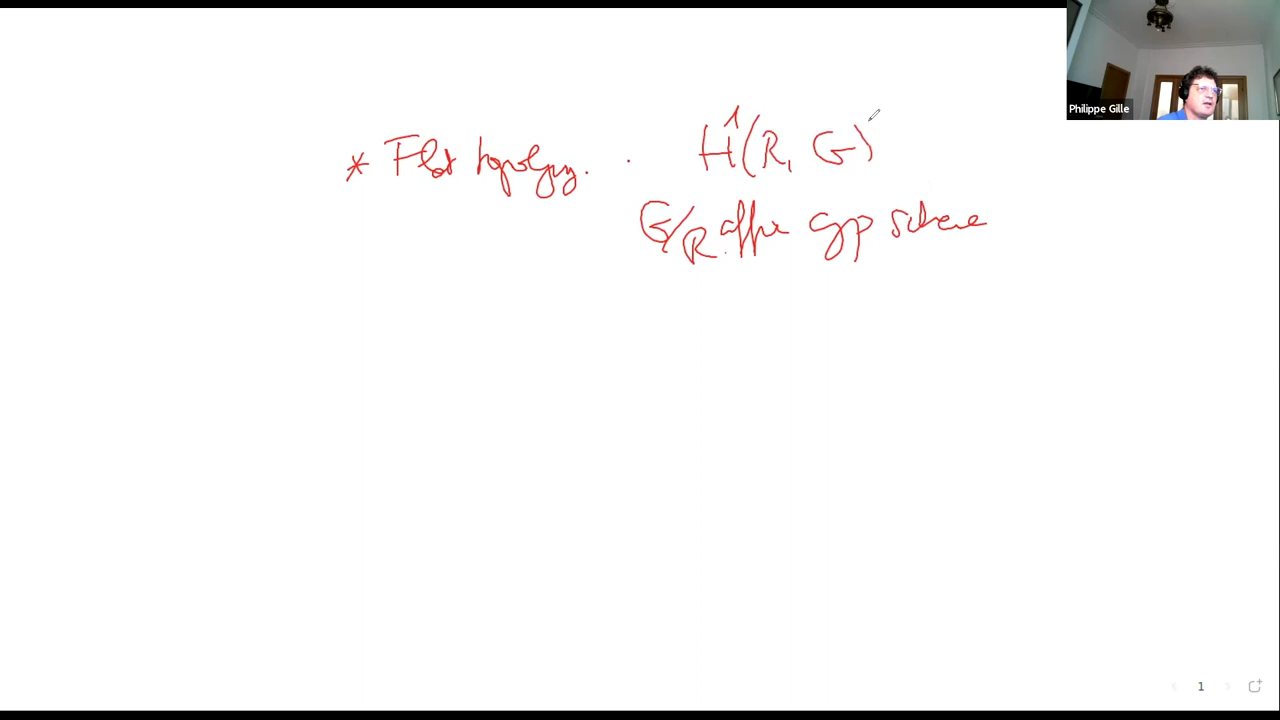 Philippe Gille
* Flat topology. . H¹(R, G)
G/R affine gp scheme
1